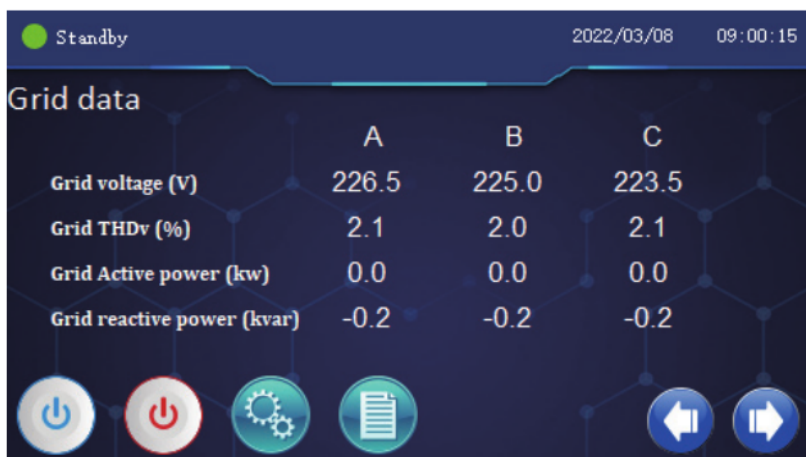 Standby 2022/03/08 09:00:15
Grid data
A B C
Grid voltage (V) 226.5 225.0 223.5
Grid THDv (%) 2.1 2.0 2.1
Grid Active power (kw) 0.0 0.0 0.0
Grid reactive power (kvar) -0.2 -0.2 -0.2